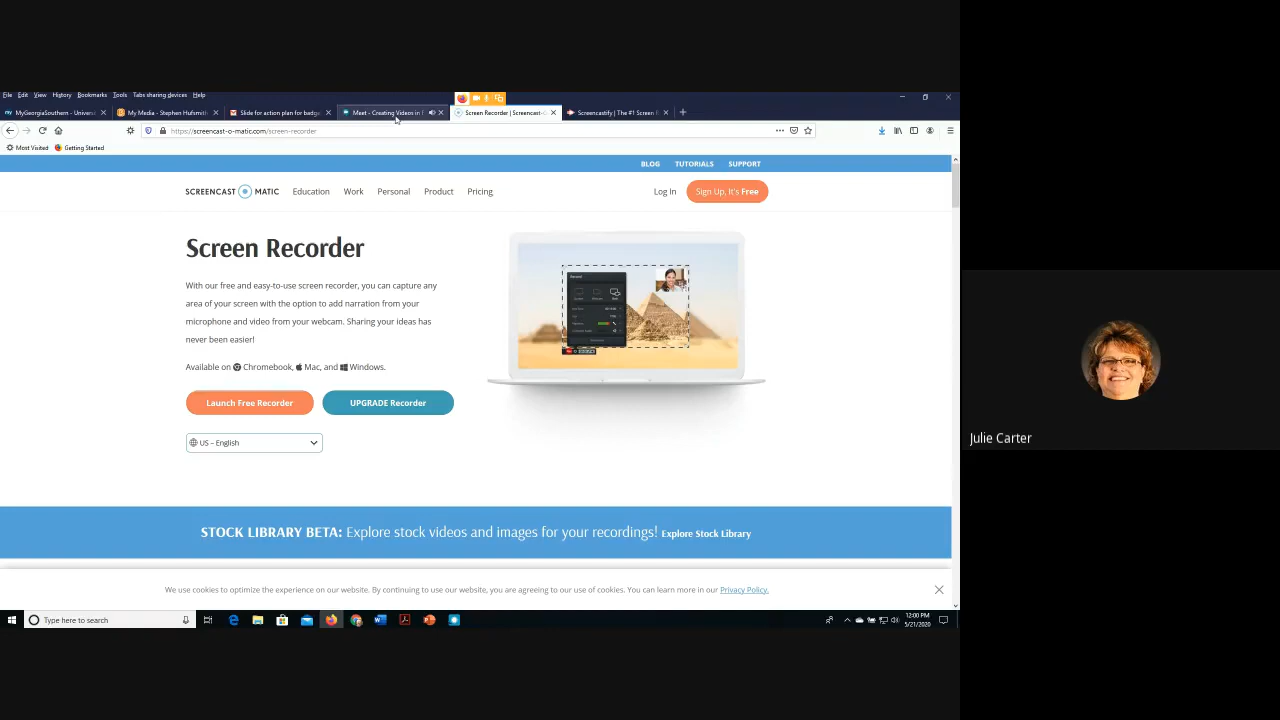 File Edit View History Bookmarks Tools Tabs sharing devices Help
MyGeorgiaSouthern - Univers
My Media - Stephen Hufsmith
Slide for action plan for badg
Meet - Creating Videos in
Screen Recorder | Screencast-
Screencastify | The #1 Screen
https://screencast-o-matic.com/screen-recorder
Most Visited Getting Started
BLOG TUTORIALS SUPPORT
SCREENCAST MATIC Education Work Personal Product Pricing Log In Sign Up, It's Free
Screen Recorder
With our free and easy-to-use screen recorder, you can capture any
area of your screen with the option to add narration from your
microphone and video from your webcam. Sharing your ideas has
never been easier!
Available on Chromebook, Mac, and Windows.
Launch Free Recorder UPGRADE Recorder
US – English
STOCK LIBRARY BETA: Explore stock videos and images for your recordings! Explore Stock Library
We use cookies to optimize the experience on our website. By continuing to use our website, you are agreeing to our use of cookies. You can learn more in our Privacy Policy.
Type here to search
12:00 PM
5/21/2020
Julie Carter